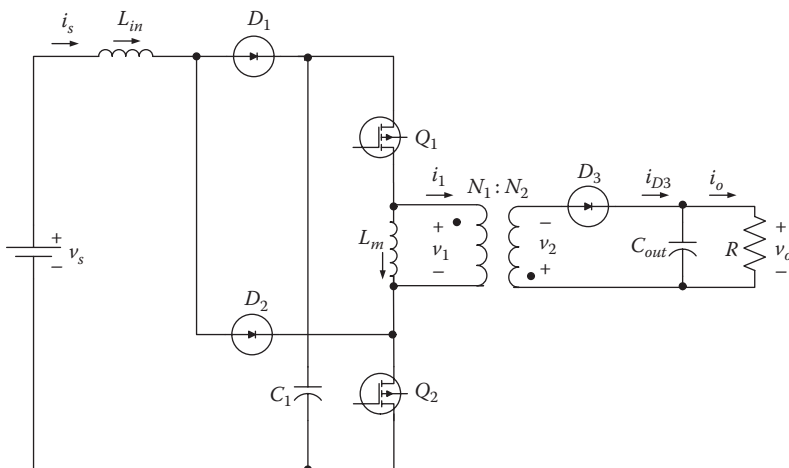 i_s
L_in
D_1
Q_1
i_1
N_1 : N_2
D_3
i_D3
i_o
+
v_s
−
L_m
+
v_1
−
−
v_2
+
C_out
R
+
v_o
−
D_2
C_1
Q_2